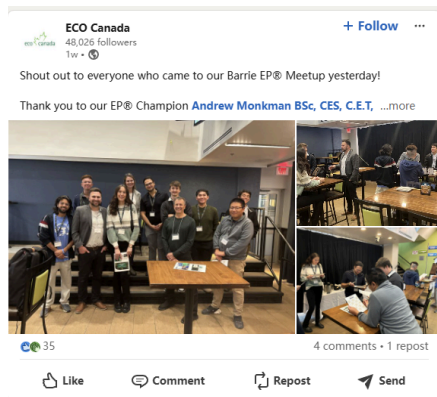 ECO Canada
48,026 followers
1w •
+ Follow
Shout out to everyone who came to our Barrie EP® Meetup yesterday!
Thank you to our EP® Champion Andrew Monkman BSc, CES, C.E.T, ...more
35
4 comments • 1 repost
Like
Comment
Repost
Send